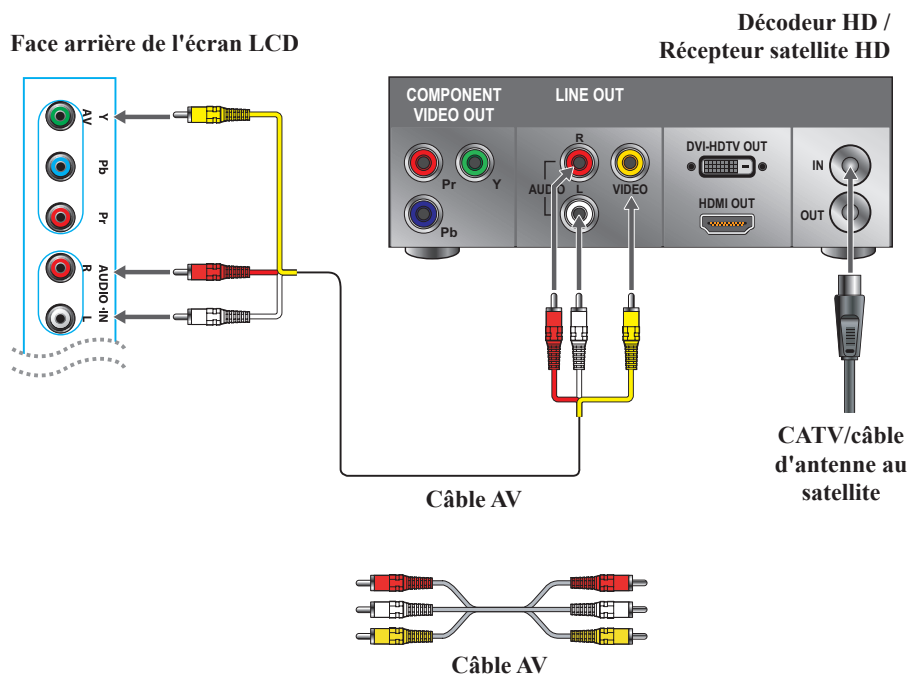 Décodeur HD /
Récepteur satellite HD
Face arrière de l'écran LCD
COMPONENT
VIDEO OUT
LINE OUT
Y
AV
Pb
Pr
R
AUDIO-IN
L
Pr
Y
Pb
R
AUDIO
L
VIDEO
DVI-HDTV OUT
HDMI OUT
IN
OUT
CATV/câble
d'antenne au
satellite
Câble AV
Câble AV